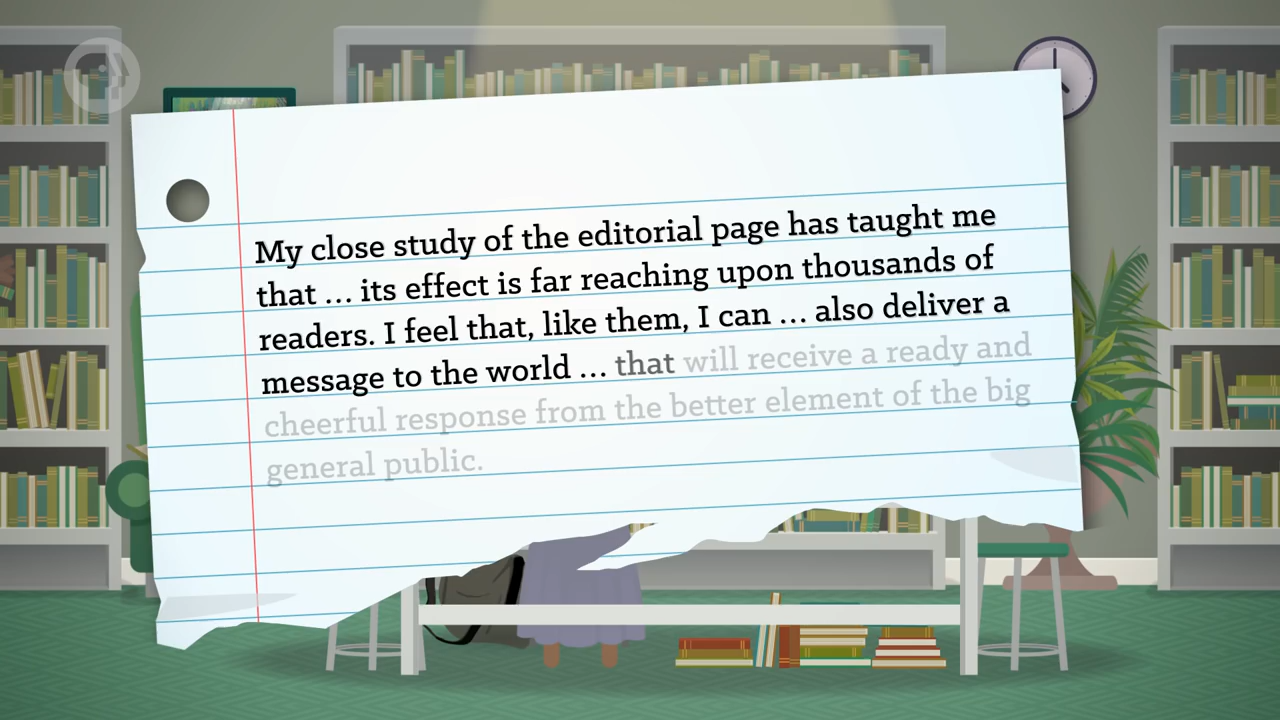 My close study of the editorial page has taught me
that ... its effect is far reaching upon thousands of
readers. I feel that, like them, I can ... also deliver a
message to the world ... that will receive a ready and
cheerful response from the better element of the big
general public.